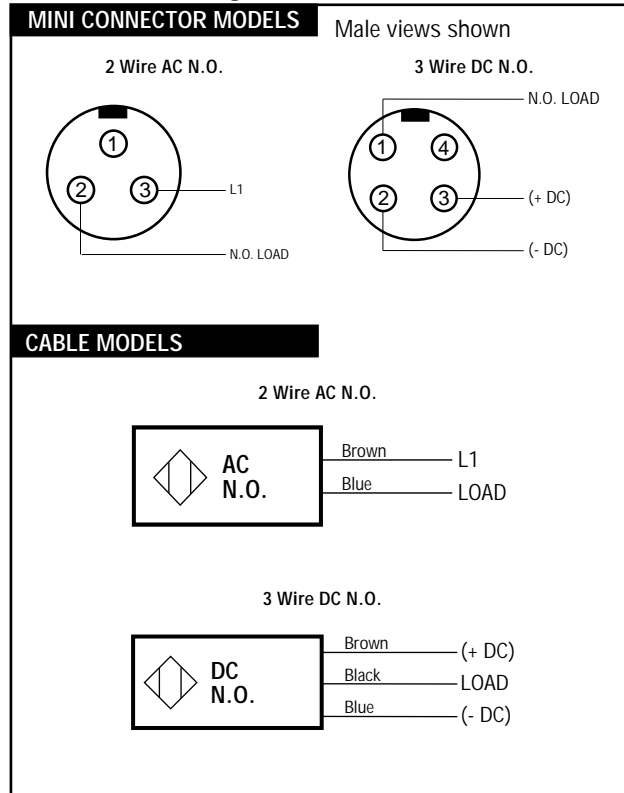 MINI CONNECTOR MODELS
Male views shown
2 Wire AC N.O.
3 Wire DC N.O.
1
2
3
L1
N.O. LOAD
N.O. LOAD
1
4
2
3
(+ DC)
(- DC)
CABLE MODELS
2 Wire AC N.O.
AC
N.O.
Brown
L1
Blue
LOAD
3 Wire DC N.O.
DC
N.O.
Brown
(+ DC)
Black
LOAD
Blue
(- DC)